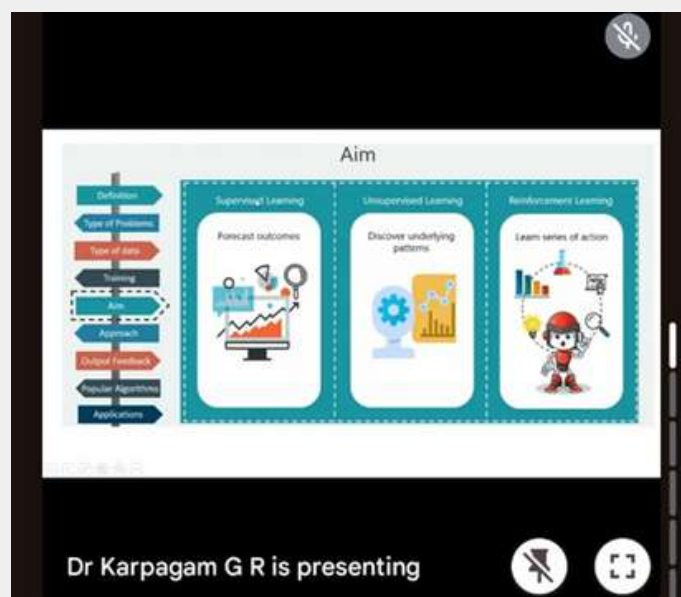 Aim
Definition
Type of Problems
Type of data
Training
Aim
Approach
Output Feedback
Popular Algorithms
Applications
Supervised Learning
Forecast outcomes
Unsupervised Learning
Discover underlying
patterns
Reinforcement Learning
Learn series of action
Dr Karpagam G R is presenting